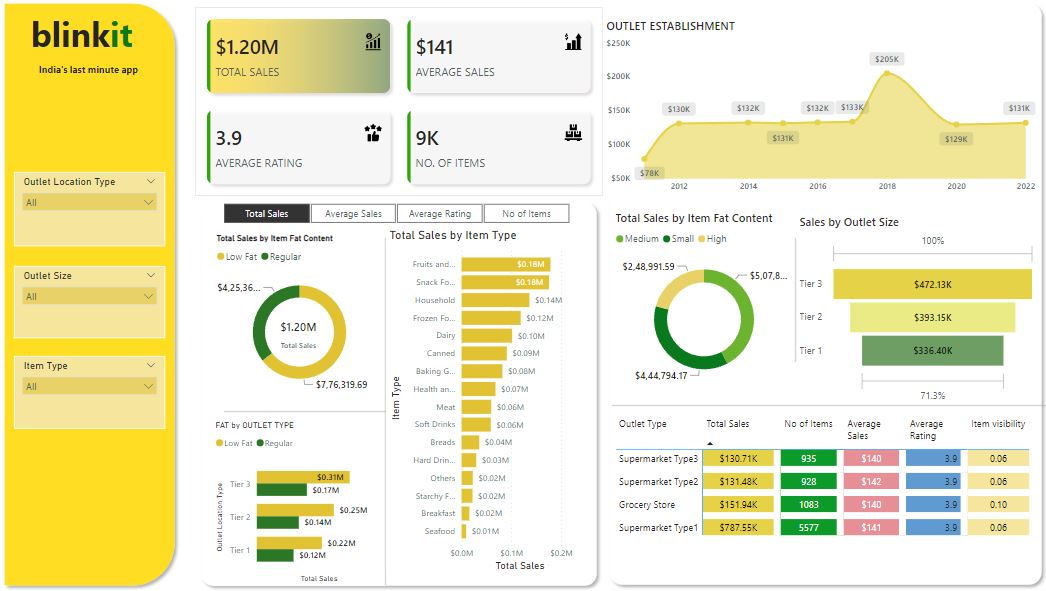 blinkit
India's last minute app
Outlet Location Type
All
Outlet Size
All
Item Type
All
$1.20M
TOTAL SALES
$141
AVERAGE SALES
3.9
AVERAGE RATING
9K
NO. OF ITEMS
OUTLET ESTABLISHMENT
$250K
$200K
$150K
$100K
$50K
$78K
$130K
$132K
$131K
$132K
$133K
$205K
$129K
$131K
2012 2014 2016 2018 2020 2022
Total Sales Average Sales Average Rating No of Items
Total Sales by Item Fat Content
Low Fat Regular
$4,25,36...
$1.20M
Total Sales
$7,76,319.69
FAT by OUTLET TYPE
Low Fat Regular
Outlet Location Type
Tier 3 $0.31M
$0.17M
Tier 2 $0.25M
$0.14M
Tier 1 $0.22M
$0.12M
Total Sales
Total Sales by Item Type
Item Type
Fruits and... $0.18M
Snack Fo... $0.18M
Household $0.14M
Frozen Fo... $0.12M
Dairy $0.10M
Canned $0.09M
Baking G... $0.08M
Health an... $0.07M
Meat $0.06M
Soft Drinks $0.06M
Breads $0.04M
Hard Drin... $0.03M
Others $0.02M
Starchy F... $0.02M
Breakfast $0.02M
Seafood $0.01M
$0.0M $0.1M $0.2M
Total Sales
Total Sales by Item Fat Content
Medium Small High
$2,48,991.59
$5,07,8...
$4,44,794.17
Sales by Outlet Size
100%
Tier 3 $472.13K
Tier 2 $393.15K
Tier 1 $336.40K
71.3%
Outlet Type Total Sales No of Items Average Sales Average Rating Item visibility
Supermarket Type3 $130.71K 935 $140 3.9 0.06
Supermarket Type2 $131.48K 928 $142 3.9 0.06
Grocery Store $151.94K 1083 $140 3.9 0.10
Supermarket Type1 $787.55K 5577 $141 3.9 0.06